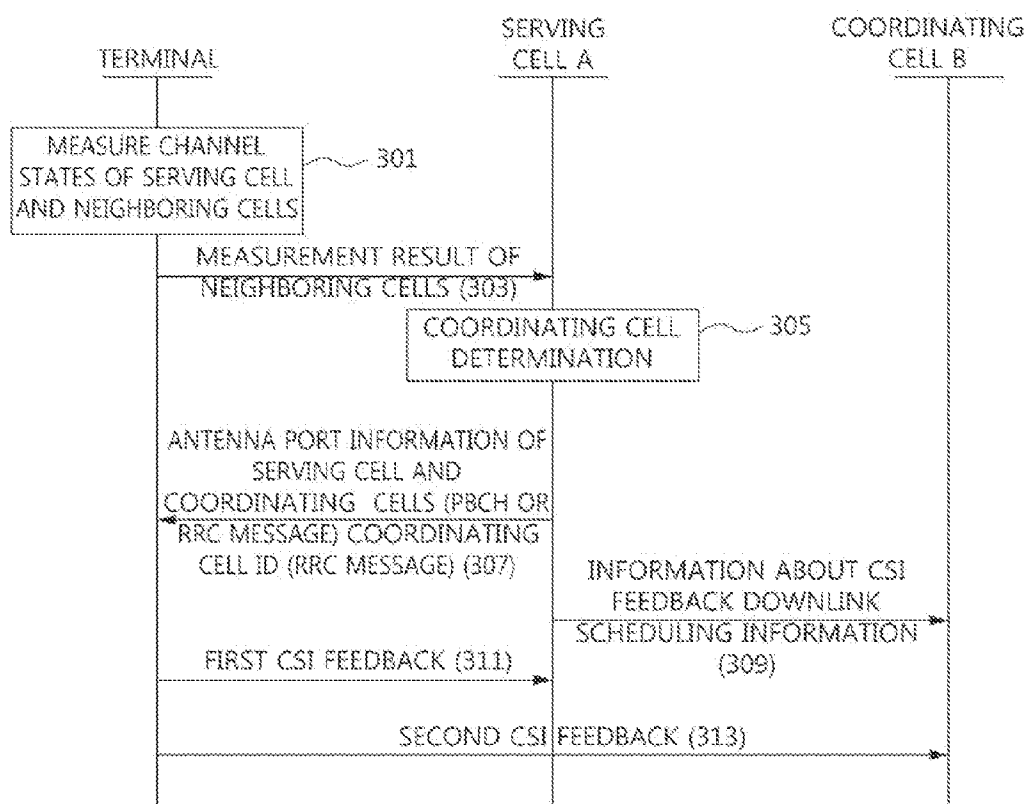 TERMINAL
SERVING
CELL A
COORDINATING
CELL B
MEASURE CHANNEL
STATES OF SERVING CELL
AND NEIGHBORING CELLS
301
MEASUREMENT RESULT OF
NEIGHBORING CELLS (303)
COORDINATING CELL
DETERMINATION
305
ANTENNA PORT INFORMATION OF
SERVING CELL AND
COORDINATING CELLS (PBCH OR
RRC MESSAGE) COORDINATING
CELL ID (RRC MESSAGE) (307)
INFORMATION ABOUT CSI
FEEDBACK DOWNLINK
SCHEDULING INFORMATION
(309)
FIRST CSI FEEDBACK (311)
SECOND CSI FEEDBACK (313)